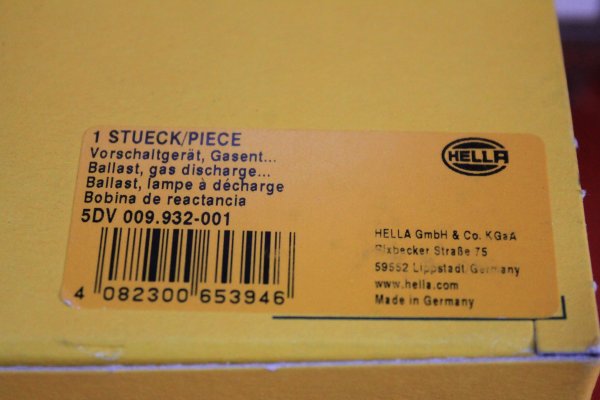 1 STUECK/PIECE
Vorschaltgerät, Gasent...
Ballast, gas discharge...
Ballast, lampe à décharge
Bobina de reactancia
5DV 009.932-001
4 082300 653946
HELLA
HELLA GmbH & Co. KGaA
Rixbecker Straße 75
59552 Lippstadt, Germany
www.hella.com
Made in Germany